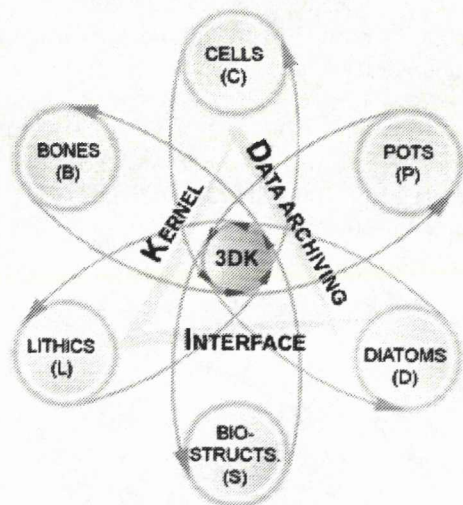 CELLS
(C)
BONES
(B)
POTS
(P)
KERNEL
DATA ARCHIVING
3DK
INTERFACE
LITHICS
(L)
DIATOMS
(D)
BIO-
STRUCTS.
(S)